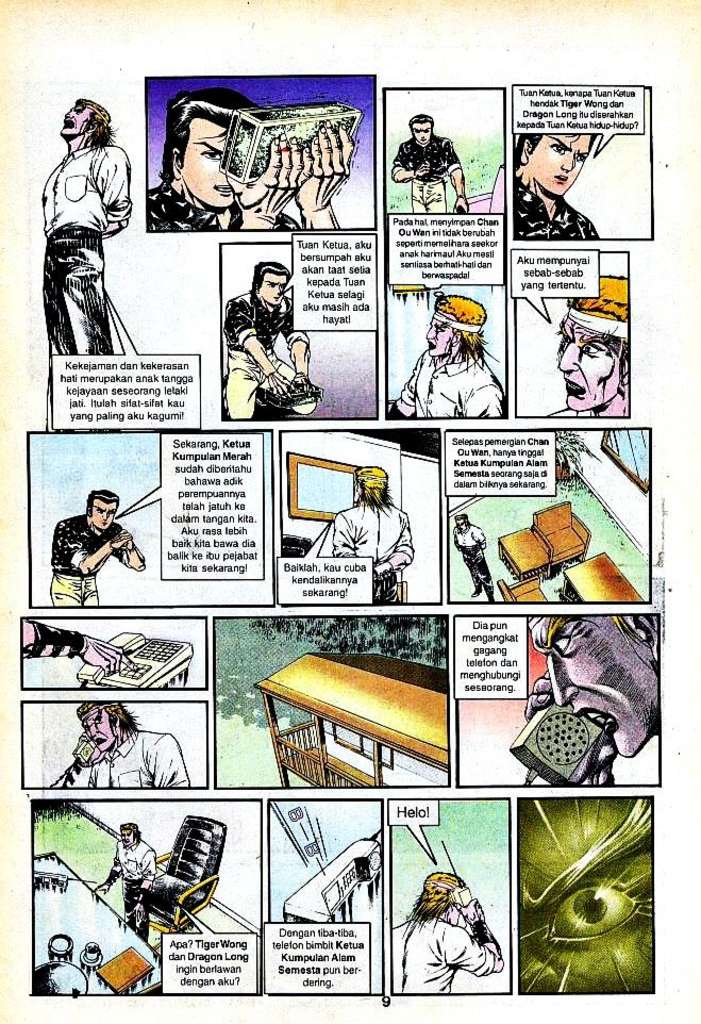 Kekejaman dan kekerasan
hati merupakan anak tangga
kejayaan seseorang lelaki
jati. Itulah sifat-sifat kau
yang paling aku kagumi!
Tuan Ketua, aku
bersumpah aku
akan taat setia
kepada Tuan
Ketua selagi
aku masih ada
hayat!
Padahal, menyimpan Chan
Ou Wan ini tidak berubah
seperti memelihara seekor
anak harimau! Aku mesti
sentiasa berhati-hati dan
berwaspada!
Tuan Ketua, kenapa Tuan Ketua
hendak Tiger Wong dan
Dragon Long itu diserahkan
kepada Tuan Ketua hidup-hidup?
Aku mempunyai
sebab-sebab
yang tertentu.
Sekarang, Ketua
Kumpulan Merah
sudah diberitahu
bahawa adik
perempuannya
telah jatuh ke
dalam tangan kita.
Aku rasa lebih
baik kita bawa dia
balik ke ibu pejabat
kita sekarang!
Baiklah, kau cuba
kendalikannya
sekarang!
Selepas pemergian Chan
Ou Wan, hanya tinggal
Ketua Kumpulan Alam
Semesta seorang saja di
dalam biliknya sekarang.
Dia pun
mengangkat
gagang
telefon dan
menghubungi
seseorang.
Apa? Tiger Wong
dan Dragon Long
ingin berlawan
dengan aku?
Dengan tiba-tiba,
telefon bimbit Ketua
Kumpulan Alam
Semesta pun ber-
dering.
Helo!
9